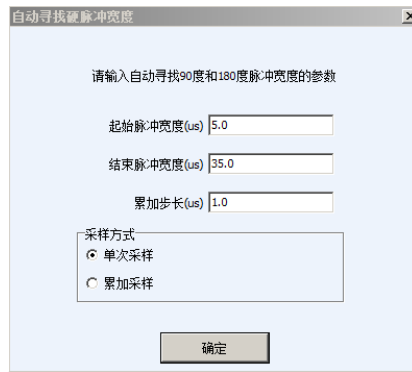 自动寻找硬脉冲宽度
请输入自动寻找90度和180度脉冲宽度的参数
起始脉冲宽度(us) 5.0
结束脉冲宽度(us) 35.0
累加步长(us) 1.0
采样方式
单次采样
累加采样
确定